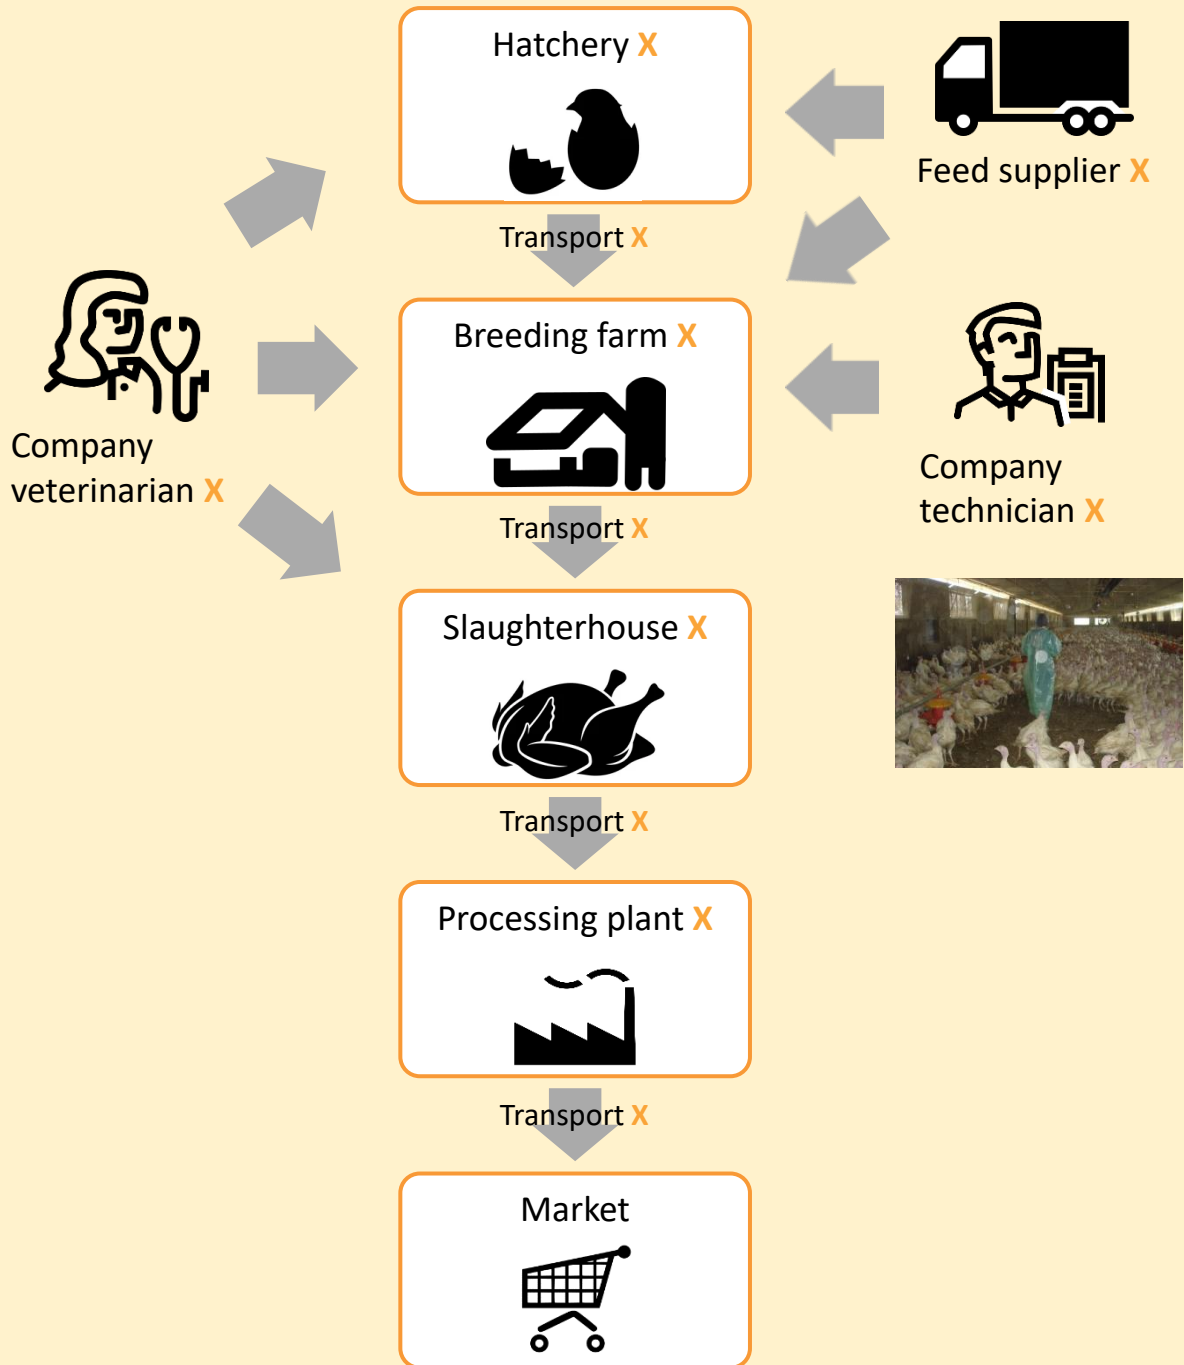 Hatchery X
Feed supplier X
Transport X
Breeding farm X
Company
veterinarian X
Company
technician X
Transport X
Slaughterhouse X
Transport X
Processing plant X
Transport X
Market